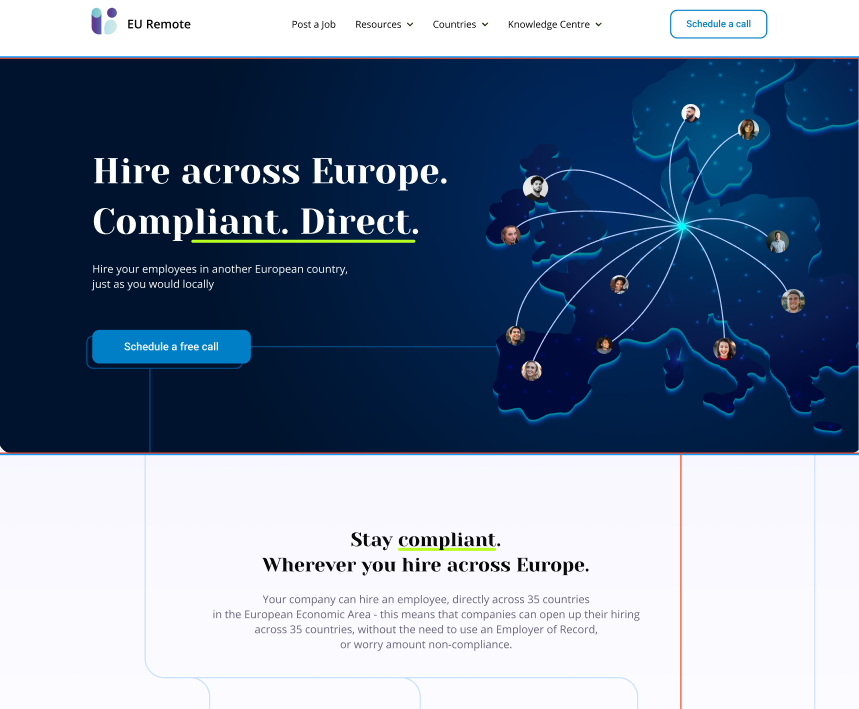 EU Remote
Post a Job
Resources
Countries
Knowledge Centre
Schedule a call
Hire across Europe.
Compliant. Direct.
Hire your employees in another European country,
just as you would locally
Schedule a free call
Stay compliant.
Wherever you hire across Europe.
Your company can hire an employee, directly across 35 countries
in the European Economic Area - this means that companies can open up their hiring
across 35 countries, without the need to use an Employer of Record,
or worry amount non-compliance.